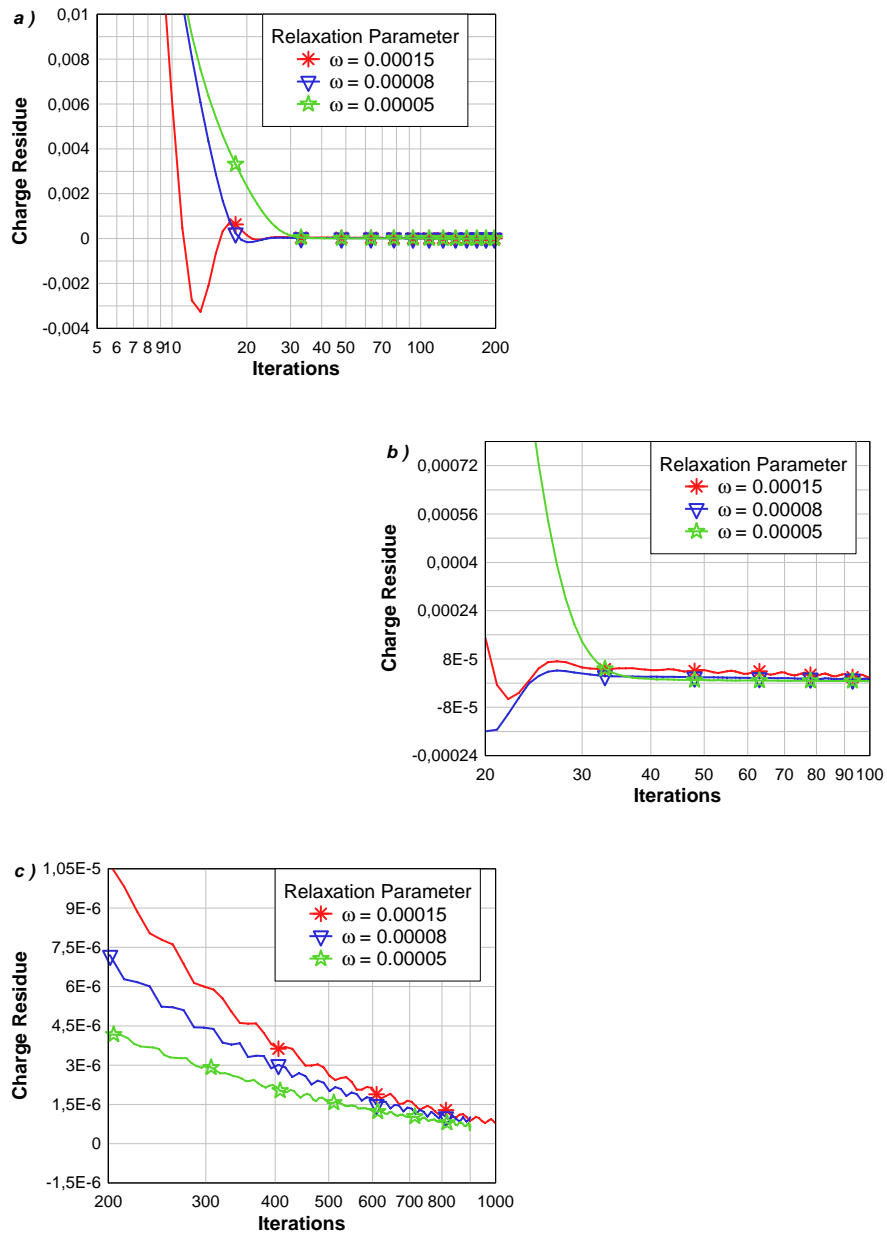 a )
0,01
0,008
0,006
0,004
0,002
0
-0,002
-0,004
Charge Residue
Relaxation Parameter
ω = 0.00015
ω = 0.00008
ω = 0.00005
5 6 7 8 9 10 20 30 40 50 70 100 200
Iterations
b )
0,00072
0,00056
0,0004
0,00024
8E-5
-8E-5
-0,00024
Charge Residue
Relaxation Parameter
ω = 0.00015
ω = 0.00008
ω = 0.00005
20 30 40 50 60 70 80 90 100
Iterations
c )
1,05E-5
9E-6
7,5E-6
6E-6
4,5E-6
3E-6
1,5E-6
0
-1,5E-6
Charge Residue
Relaxation Parameter
ω = 0.00015
ω = 0.00008
ω = 0.00005
200 300 400 500 600 700 800 1000
Iterations